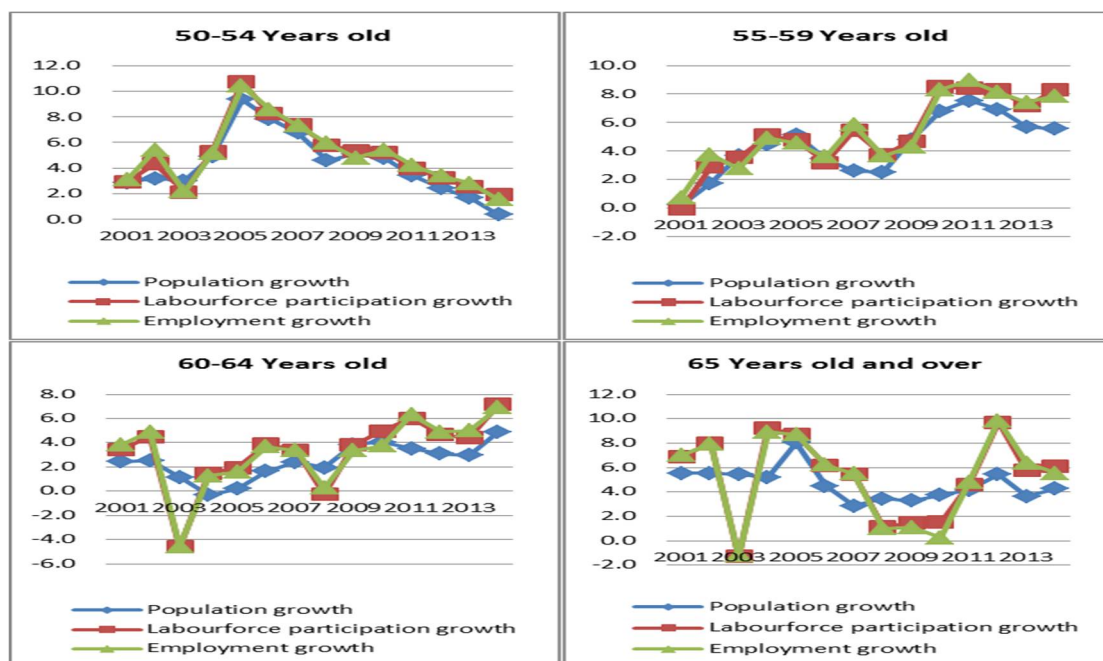 50-54 Years old
12.0
10.0
8.0
6.0
4.0
2.0
0.0
2001 2003 2005 2007 2009 2011 2013
Population growth
Labourforce participation growth
Employment growth
55-59 Years old
10.0
8.0
6.0
4.0
2.0
0.0
-2.0
2001 2003 2005 2007 2009 2011 2013
Population growth
Labourforce participation growth
Employment growth
60-64 Years old
8.0
6.0
4.0
2.0
0.0
-2.0
-4.0
-6.0
2001 2003 2005 2007 2009 2011 2013
Population growth
Labourforce participation growth
Employment growth
65 Years old and over
12.0
10.0
8.0
6.0
4.0
2.0
0.0
-2.0
2001 2003 2005 2007 2009 2011 2013
Population growth
Labourforce participation growth
Employment growth